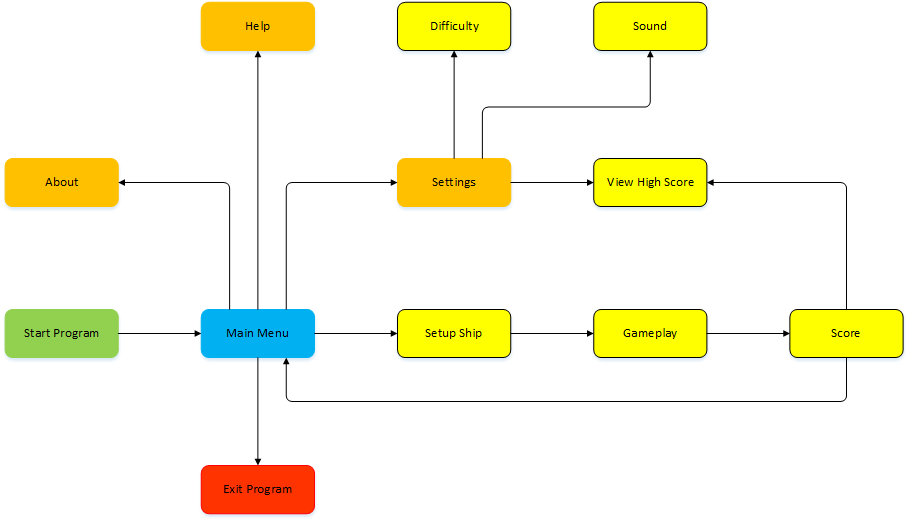 Help
Difficulty
Sound
About
Settings
View High Score
Start Program
Main Menu
Setup Ship
Gameplay
Score
Exit Program